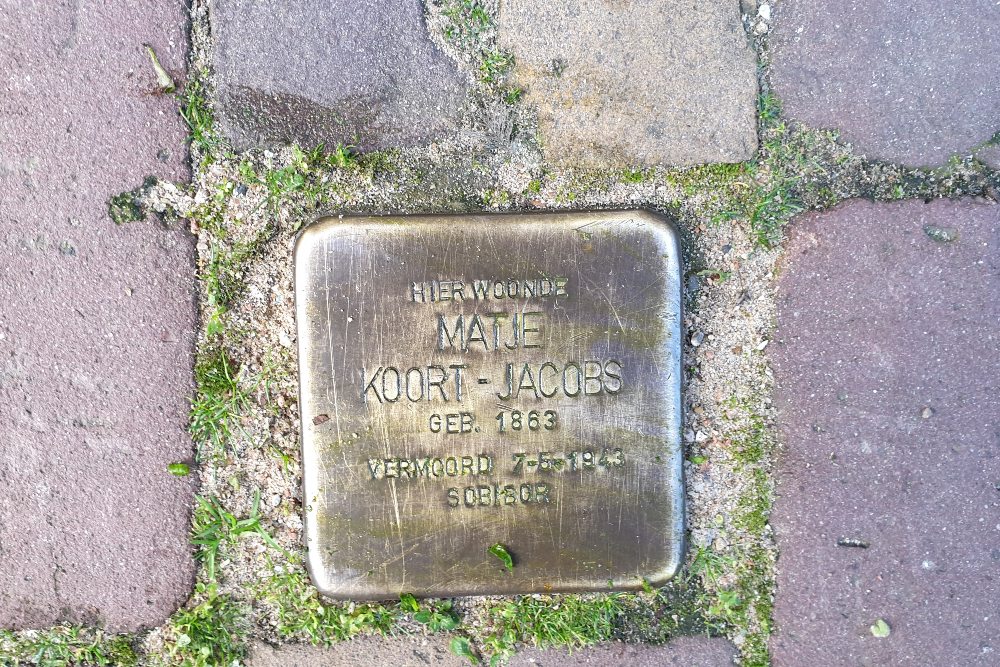 HIER WOONDE
MATJE
KOORT - JACOBS
GEB. 1863
VERMOORD 7-5-1943
SOBIBOR